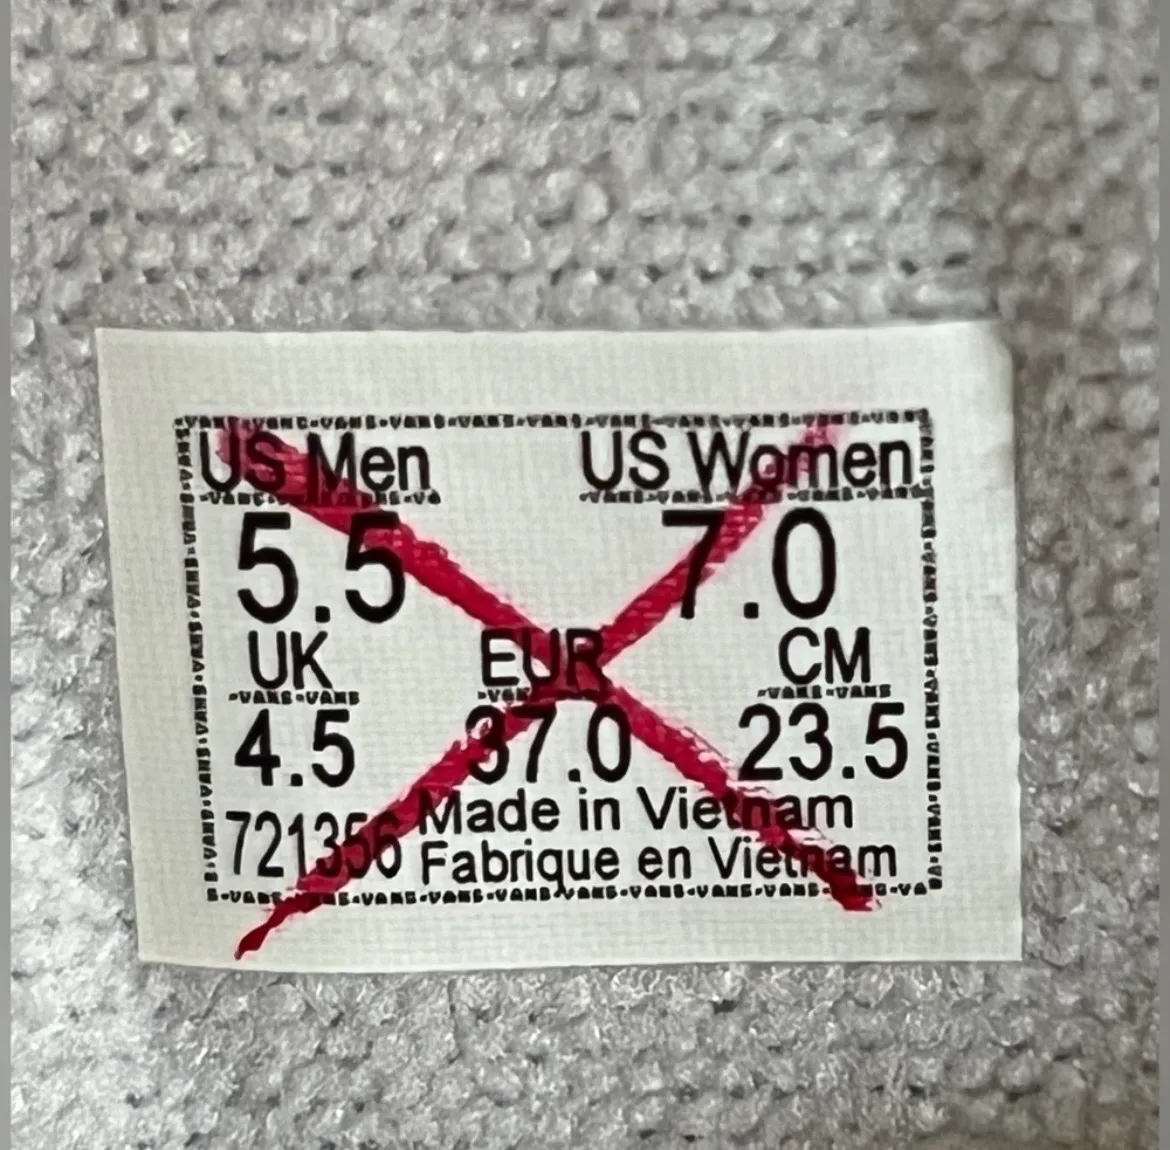 US Men US Women
5.5 7.0
UK EUR CM
4.5 37.0 23.5
721356 Made in Vietnam
Fabrique en Vietnam